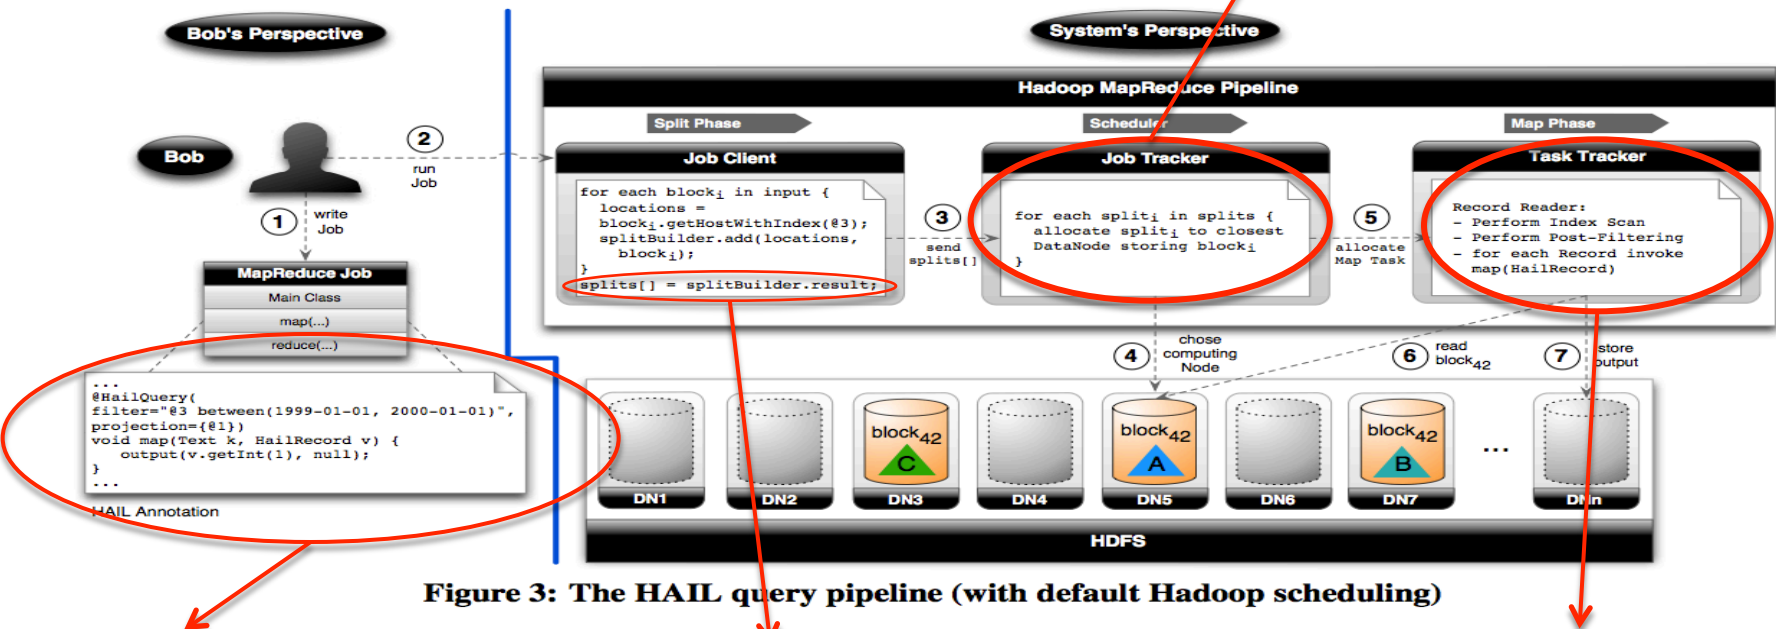 Bob's Perspective
System's Perspective
Hadoop MapReduce Pipeline
Split Phase
Scheduler
Map Phase
Bob
2
run
Job
1
write
Job
MapReduce Job
Main Class
map(...)
reduce(...)
...
@HailQuery(
filter="@3 between(1999-01-01, 2000-01-01)",
projection={@1})
void map(Text k, HailRecord v) {
output(v.getInt(1), null);
}
...
HAIL Annotation
Job Client
for each block_i in input {
locations =
block_i.getHostWithIndex(@3);
splitBuilder.add(locations,
block_i);
}
splits[] = splitBuilder.result;
3
send
splits[]
Job Tracker
for each split_i in splits {
allocate split_i to closest
DataNode storing block_i
}
5
allocate
Map Task
Task Tracker
Record Reader:
- Perform Index Scan
- Perform Post-Filtering
- for each Record invoke
map(HailRecord)
4
chose
computing
Node
6
read
block42
7
store
output
block42
C
block42
A
block42
B
...
DN1
DN2
DN3
DN4
DN5
DN6
DN7
DNn
HDFS
Figure 3: The HAIL query pipeline (with default Hadoop scheduling)